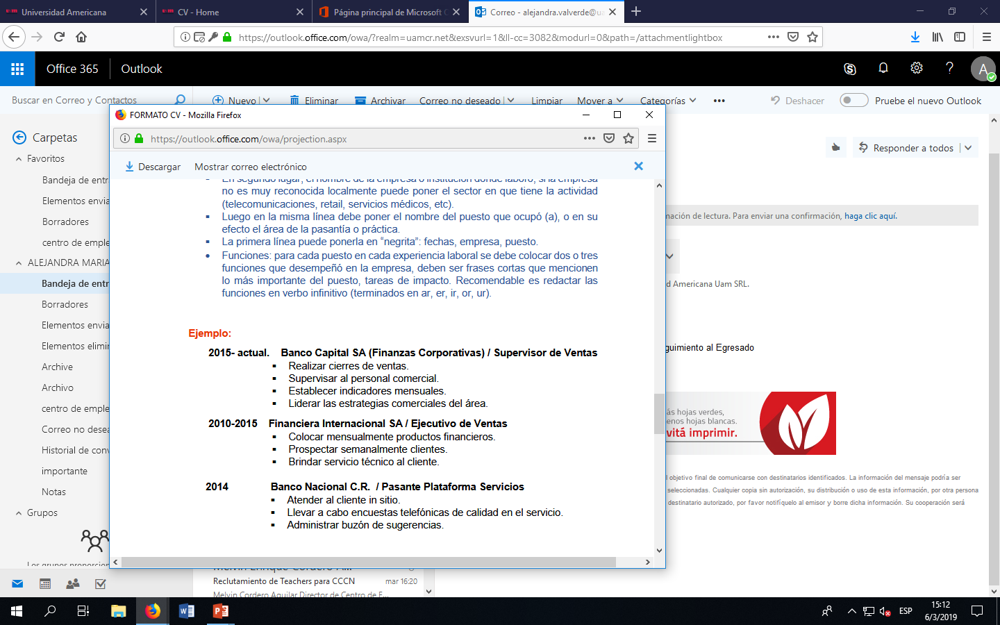 Universidad Americana
CV - Home
Página principal de Microsoft
Correo - alejandra.valverde@u
https://outlook.office.com/owa/?realm=uamcr.net&exsvurl=1&ll-cc=3082&modurl=0&path=/attachmentlightbox
Office 365
Outlook
A
Buscar en Correo y Contactos
Nuevo
Eliminar
Archivar
Correo no deseado
Limpiar
Mover a
Categorías
Deshacer
Pruebe el nuevo Outlook
FORMATO CV - Mozilla Firefox
https://outlook.office.com/owa/projection.aspx
Descargar
Mostrar correo electrónico
Carpetas
Favoritos
Bandeja de entr
Elementos envia
Borradores
centro de emple
ALEJANDRA MARIA
Bandeja de entr
Borradores
Elementos envia
Elementos elimi
Archive
Archivo
centro de emple
Correo no desea
Historial de conv
importante
Notas
Grupos
Los grupos proporcion
En segundo lugar, el nombre de la empresa o institución donde laboró, si la empresa
no es muy reconocida localmente puede poner el sector en que tiene la actividad
(telecomunicaciones, retail, servicios médicos, etc).
Luego en la misma línea debe poner el nombre del puesto que ocupó (a), o en su
efecto el área de la pasantía o práctica.
La primera línea puede ponerla en “negrita”: fechas, empresa, puesto.
Funciones: para cada puesto en cada experiencia laboral se debe colocar dos o tres
funciones que desempeñó en la empresa, deben ser frases cortas que mencionen
lo más importante del puesto, tareas de impacto. Recomendable es redactar las
funciones en verbo infinitivo (terminados en ar, er, ir, or, ur).
Ejemplo:
2015- actual. Banco Capital SA (Finanzas Corporativas) / Supervisor de Ventas
Realizar cierres de ventas.
Supervisar al personal comercial.
Establecer indicadores mensuales.
Liderar las estrategias comerciales del área.
2010-2015 Financiera Internacional SA / Ejecutivo de Ventas
Colocar mensualmente productos financieros.
Prospectar semanalmente clientes.
Brindar servicio técnico al cliente.
2014 Banco Nacional C.R. / Pasante Plataforma Servicios
Atender al cliente in sitio.
Llevar a cabo encuestas telefónicas de calidad en el servicio.
Administrar buzón de sugerencias.
Responder a todos
mación de lectura. Para enviar una confirmación, haga clic aquí.
d Americana Uam SRL.
guimiento al Egresado
ás hojas verdes,
enos hojas blancas.
vitá imprimir.
l objetivo final de comunicarse con destinatarios identificados. La información del mensaje podría ser
seleccionadas. Cualquier copia sin autorización, su distribución o uso de esta información, por otra persona
destinatario autorizado, por favor notifíquelo al emisor y borre dicha información. Su cooperación será
Reclutamiento de Teachers para CCCN
mar 16:20
Melvin Cordero Aguilar Director de Centro de E...
ESP
15:12
6/3/2019